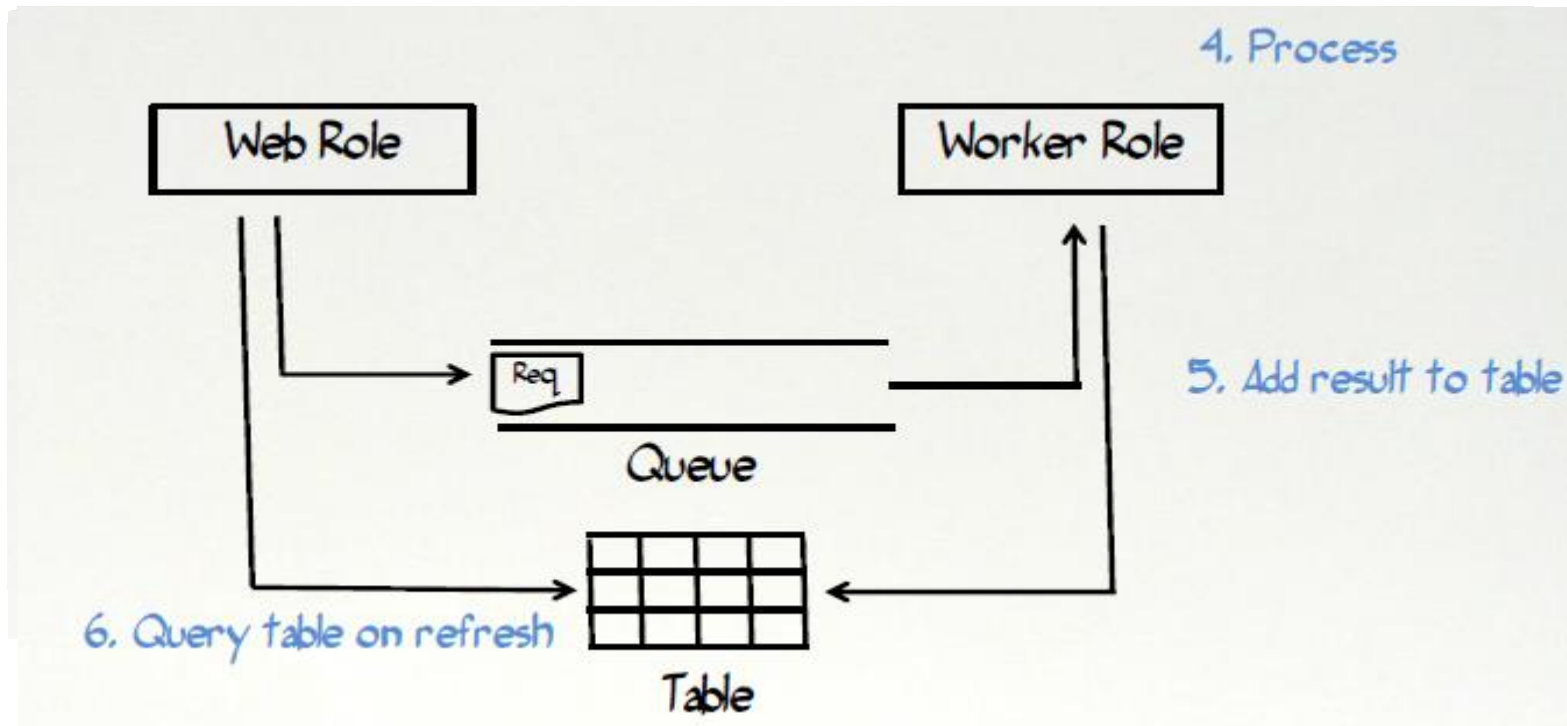 4. Process
Web Role
Worker Role
Req
5. Add result to table
Queue
6. Query table on refresh
Table